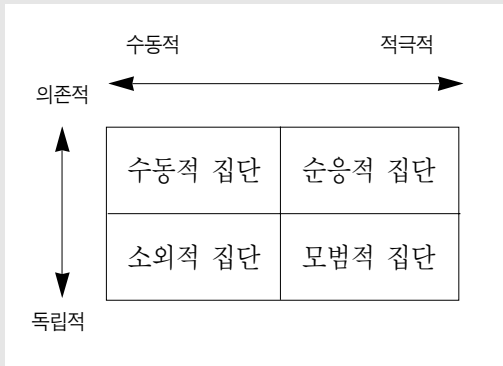 수동적 적극적
의존적
수동적 집단 순응적 집단
소외적 집단 모범적 집단
독립적